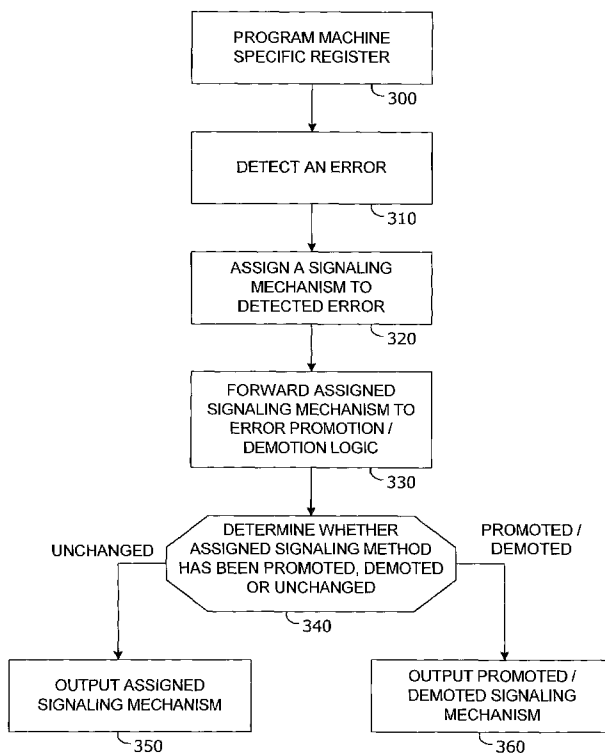 PROGRAM MACHINE
SPECIFIC REGISTER
300
DETECT AN ERROR
310
ASSIGN A SIGNALING
MECHANISM TO
DETECTED ERROR
320
FORWARD ASSIGNED
SIGNALING MECHANISM TO
ERROR PROMOTION /
DEMOTION LOGIC
330
UNCHANGED
DETERMINE WHETHER
ASSIGNED SIGNALING METHOD
HAS BEEN PROMOTED, DEMOTED
OR UNCHANGED
PROMOTED /
DEMOTED
340
OUTPUT ASSIGNED
SIGNALING MECHANISM
350
OUTPUT PROMOTED /
DEMOTED SIGNALING
MECHANISM
360